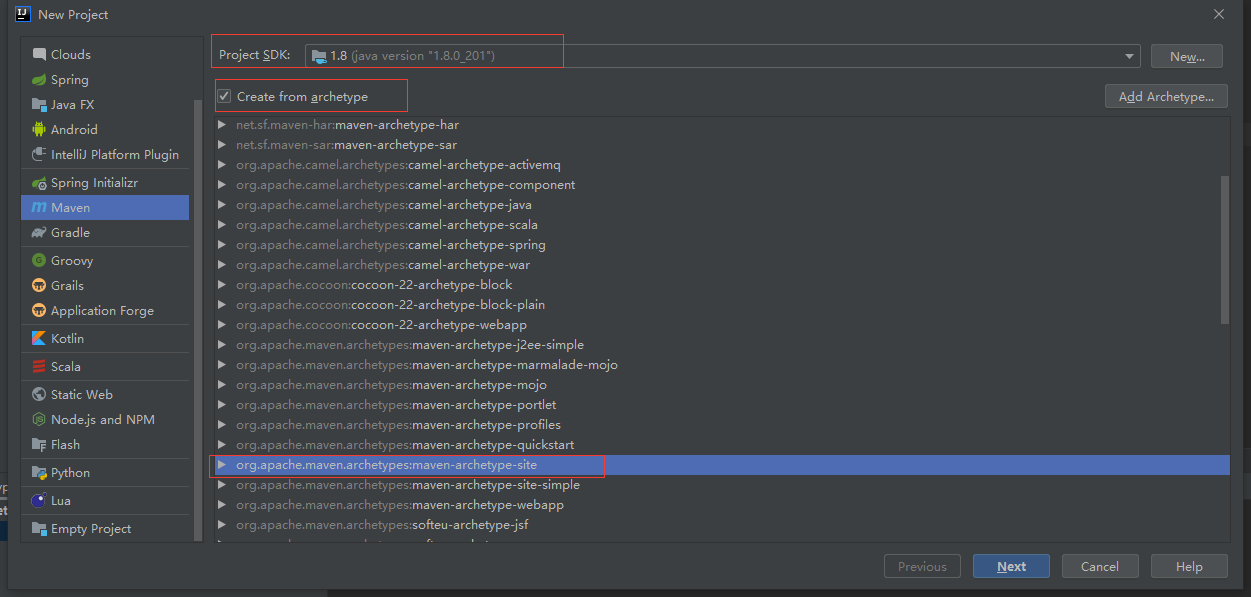 New Project
Clouds
Spring
Java FX
Android
IntelliJ Platform Plugin
Spring Initializr
Maven
Gradle
Groovy
Grails
Application Forge
Kotlin
Scala
Static Web
Node.js and NPM
Flash
Python
Lua
Empty Project
Project SDK: 1.8 (java version "1.8.0_201") New...
Create from archetype Add Archetype...
net.sf.maven-har:maven-archetype-har
net.sf.maven-sar:maven-archetype-sar
org.apache.camel.archetypes:camel-archetype-activemq
org.apache.camel.archetypes:camel-archetype-component
org.apache.camel.archetypes:camel-archetype-java
org.apache.camel.archetypes:camel-archetype-scala
org.apache.camel.archetypes:camel-archetype-spring
org.apache.camel.archetypes:camel-archetype-war
org.apache.cocoon:cocoon-22-archetype-block
org.apache.cocoon:cocoon-22-archetype-block-plain
org.apache.cocoon:cocoon-22-archetype-webapp
org.apache.maven.archetypes:maven-archetype-j2ee-simple
org.apache.maven.archetypes:maven-archetype-marmalade-mojo
org.apache.maven.archetypes:maven-archetype-mojo
org.apache.maven.archetypes:maven-archetype-portlet
org.apache.maven.archetypes:maven-archetype-profiles
org.apache.maven.archetypes:maven-archetype-quickstart
org.apache.maven.archetypes:maven-archetype-site
org.apache.maven.archetypes:maven-archetype-site-simple
org.apache.maven.archetypes:maven-archetype-webapp
org.apache.maven.archetypes:softeu-archetype-jsf
Previous Next Cancel Help